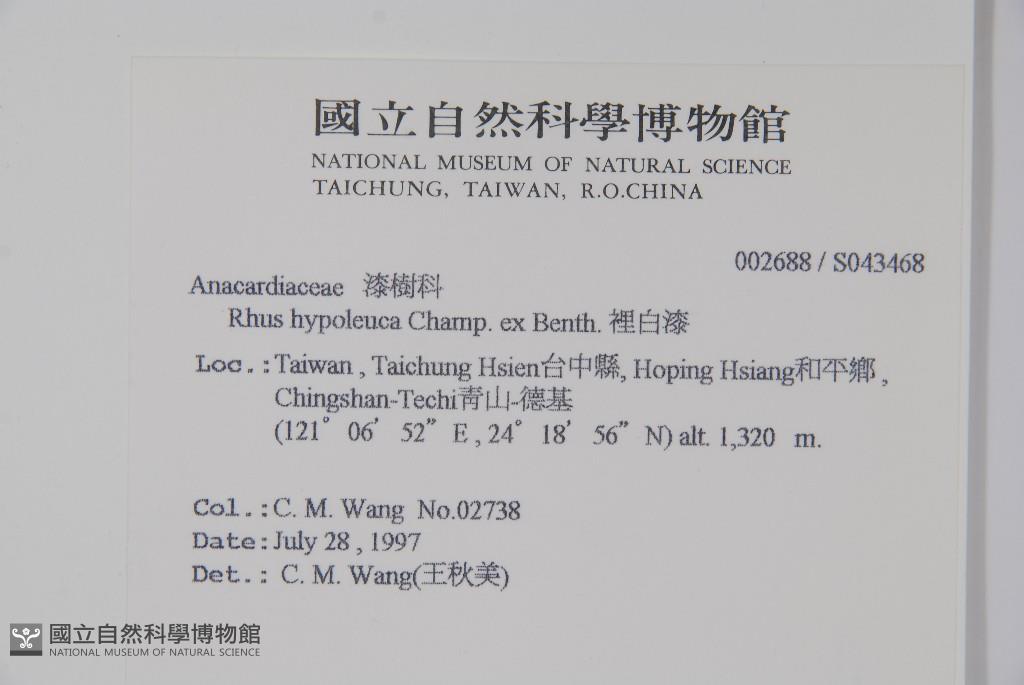 國立自然科學博物館
NATIONAL MUSEUM OF NATURAL SCIENCE
TAICHUNG, TAIWAN, R.O.CHINA
002688 / S043468
Anacardiaceae 漆樹科
Rhus hypoleuca Champ. ex Benth. 裡白漆
Loc.:Taiwan , Taichung Hsien台中縣, Hoping Hsiang和平鄉 ,
Chingshan-Techi青山-德基
(121° 06′ 52” E , 24° 18′ 56” N) alt. 1,320 m.
Col.:C. M. Wang No.02738
Date:July 28 , 1997
Det.: C. M. Wang(王秋美)
國立自然科學博物館
NATIONAL MUSEUM OF NATURAL SCIENCE